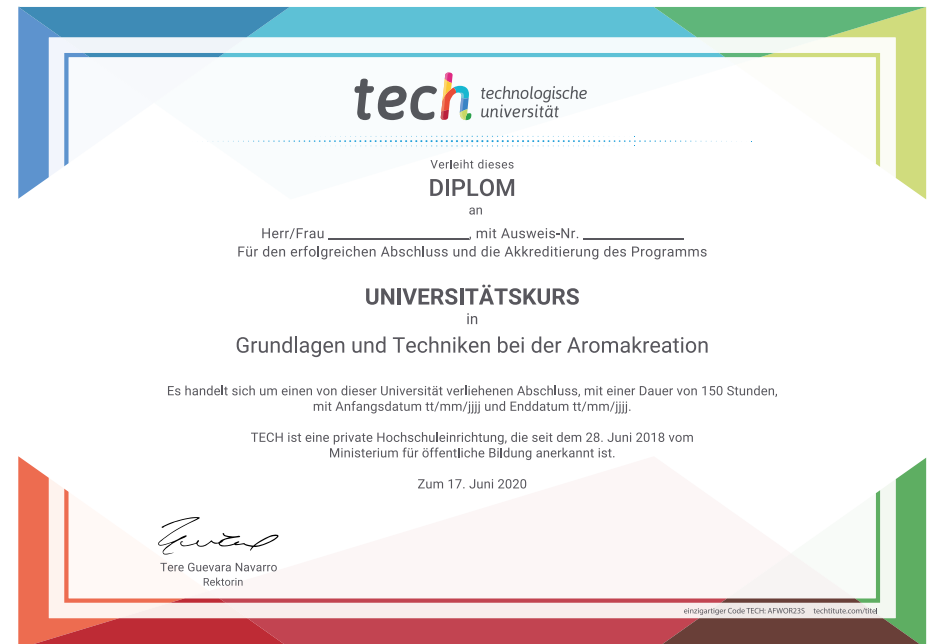 tech technologische
universität
Verleiht dieses
DIPLOM
an
Herr/Frau ____________________, mit Ausweis-Nr. ______________
Für den erfolgreichen Abschluss und die Akkreditierung des Programms
UNIVERSITÄTSKURS
in
Grundlagen und Techniken bei der Aromakreation
Es handelt sich um einen von dieser Universität verliehenen Abschluss, mit einer Dauer von 150 Stunden,
mit Anfangsdatum tt/mm/jjjj und Enddatum tt/mm/jjjj.
TECH ist eine private Hochschuleinrichtung, die seit dem 28. Juni 2018 vom
Ministerium für öffentliche Bildung anerkannt ist.
Zum 17. Juni 2020
Tere Guevara Navarro
Rektorin
einzigartiger Code TECH: AFWOR23S techtitute.com/titel